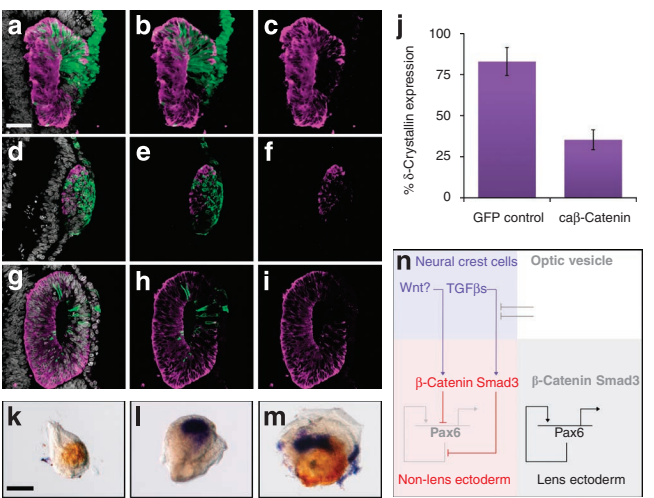 a
b
c
d
e
f
g
h
i
k
l
m
j
100
75
50
25
0
% δ-Crystallin expression
GFP control
caβ-Catenin
n
Neural crest cells
Optic vesicle
Wnt?
TGFβs
β-Catenin Smad3
β-Catenin Smad3
Pax6
Pax6
Non-lens ectoderm
Lens ectoderm